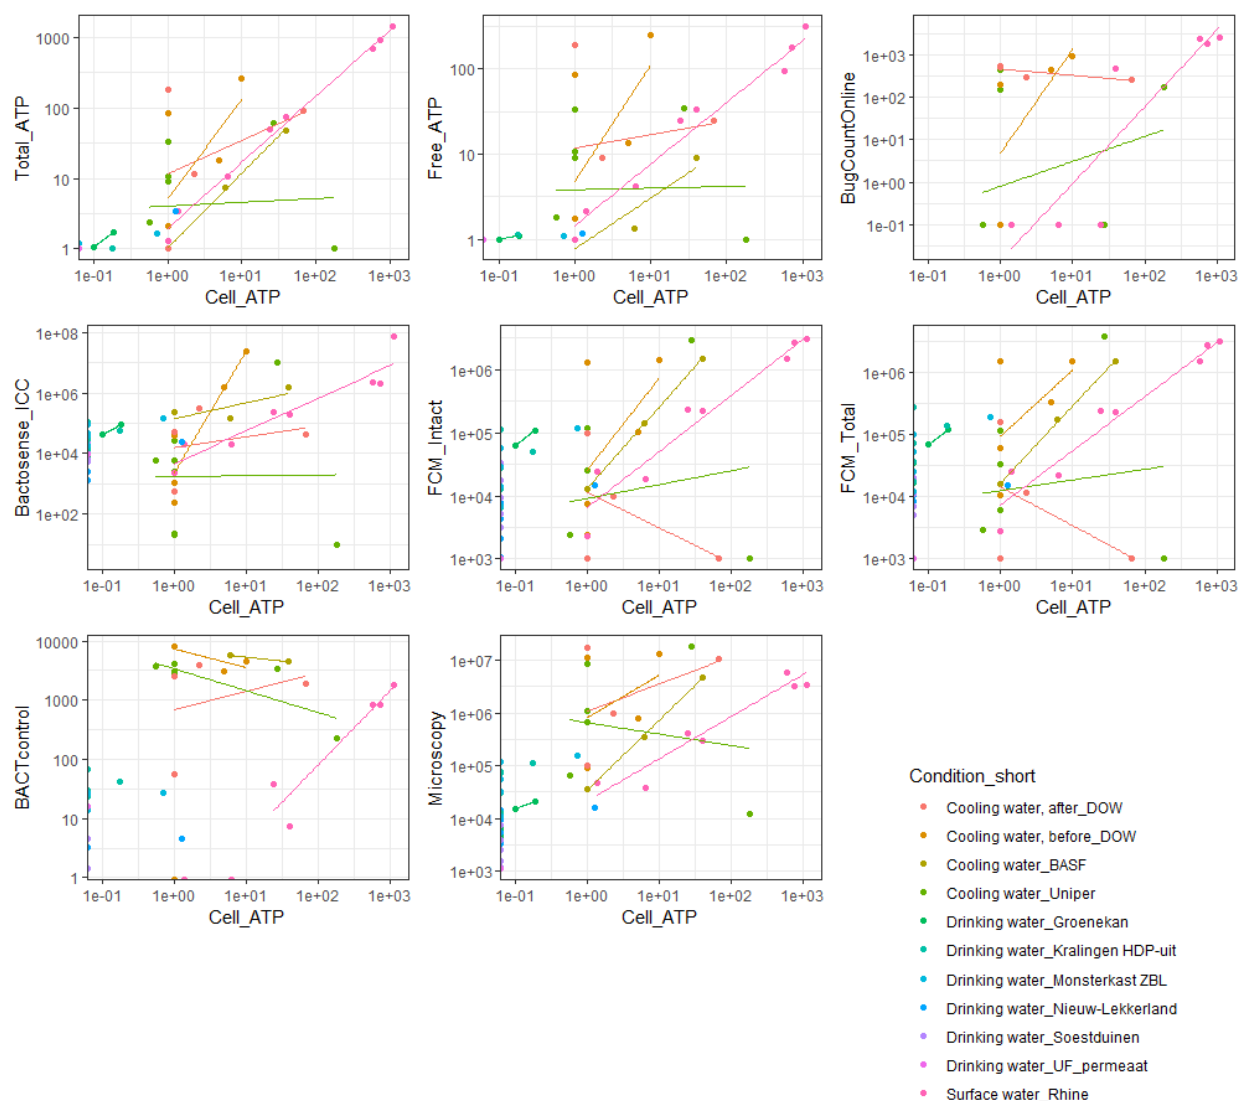 1000
100
10
1
Total_ATP
1e-01 1e+00 1e+01 1e+02 1e+03
Cell_ATP
100
10
1
Free_ATP
1e-01 1e+00 1e+01 1e+02 1e+03
Cell_ATP
1e+03
1e+02
1e+01
1e+00
1e-01
BugCountOnline
1e-01 1e+00 1e+01 1e+02 1e+03
Cell_ATP
1e+08
1e+06
1e+04
1e+02
Bactosense_ICC
1e-01 1e+00 1e+01 1e+02 1e+03
Cell_ATP
1e+06
1e+05
1e+04
1e+03
FCM_Intact
1e-01 1e+00 1e+01 1e+02 1e+03
Cell_ATP
1e+06
1e+05
1e+04
1e+03
FCM_Total
1e-01 1e+00 1e+01 1e+02 1e+03
Cell_ATP
10000
1000
100
10
1
BACTcontrol
1e-01 1e+00 1e+01 1e+02 1e+03
Cell_ATP
1e+07
1e+06
1e+05
1e+04
1e+03
Microscopy
1e-01 1e+00 1e+01 1e+02 1e+03
Cell_ATP
Condition_short
Cooling water, after_DOW
Cooling water, before_DOW
Cooling water_BASF
Cooling water_Uniper
Drinking water_Groenekan
Drinking water_Kralingen HDP-uit
Drinking water_Monsterkast ZBL
Drinking water_Nieuw-Lekkerland
Drinking water_Soestduinen
Drinking water_UF_permeaat
Surface water_Rhine